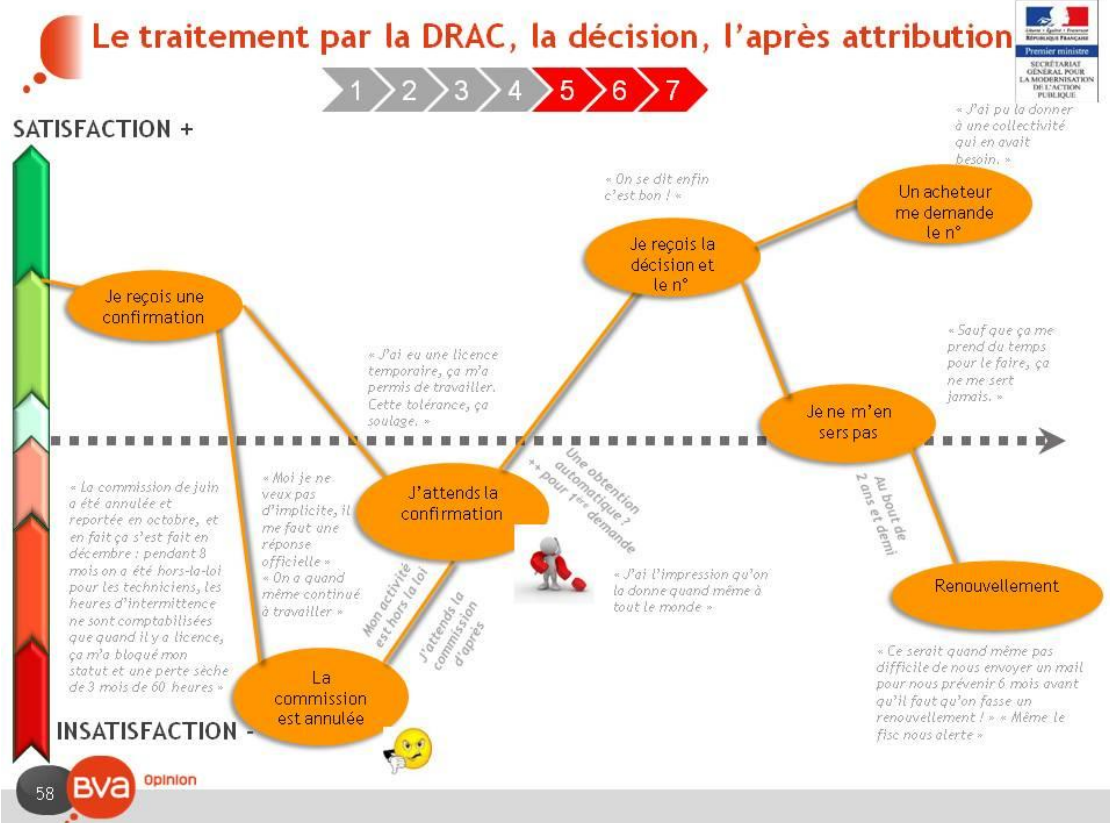 Le traitement par la DRAC, la décision, l'après attribution
Liberté • Égalité • Fraternité
RÉPUBLIQUE FRANÇAISE
Premier ministre
SECRÉTARIAT
GÉNÉRAL POUR
LA MODERNISATION
DE L'ACTION
PUBLIQUE
1 2 3 4 5 6 7
SATISFACTION +
« J'ai pu la donner
à une collectivité
qui en avait
besoin. »
« On se dit enfin
c'est bon ! »
Un acheteur
me demande
le n°
Je reçois la
décision et
le n°
Je reçois une
confirmation
« J'ai eu une licence
temporaire, ça m'a
permis de travailler.
Cette tolérance, ça
soulage. »
« Sauf que ça me
prend du temps
pour le faire, ça
ne me sert
jamais. »
Je ne m'en
sers pas
« La commission de juin
a été annulée et
reportée en octobre, et
en fait ça s'est fait en
décembre : pendant 8
mois on a été hors-la-loi
pour les techniciens, les
heures d'intermittence
ne sont comptabilisées
que quand il y a licence,
ça m'a bloqué mon
statut et une perte sèche
de 3 mois de 60 heures »
« Moi je ne
veux pas
d'implicite, il
me faut une
réponse
officielle »
« On a quand
même continué
à travailler »
J'attends la
confirmation
Une obtention
automatique ?
++ pour 1ère demande
Au bout de
2 ans et demi
« J'ai l'impression qu'on
la donne quand même à
tout le monde »
Renouvellement
Mon activité
est hors la loi
J'attends la
commission
d'après
La
commission
est annulée
« Ce serait quand même pas
difficile de nous envoyer un mail
pour nous prévenir 6 mois avant
qu'il faut qu'on fasse un
renouvellement ! » « Même le
fisc nous alerte »
INSATISFACTION -
58
BVa
Opinion